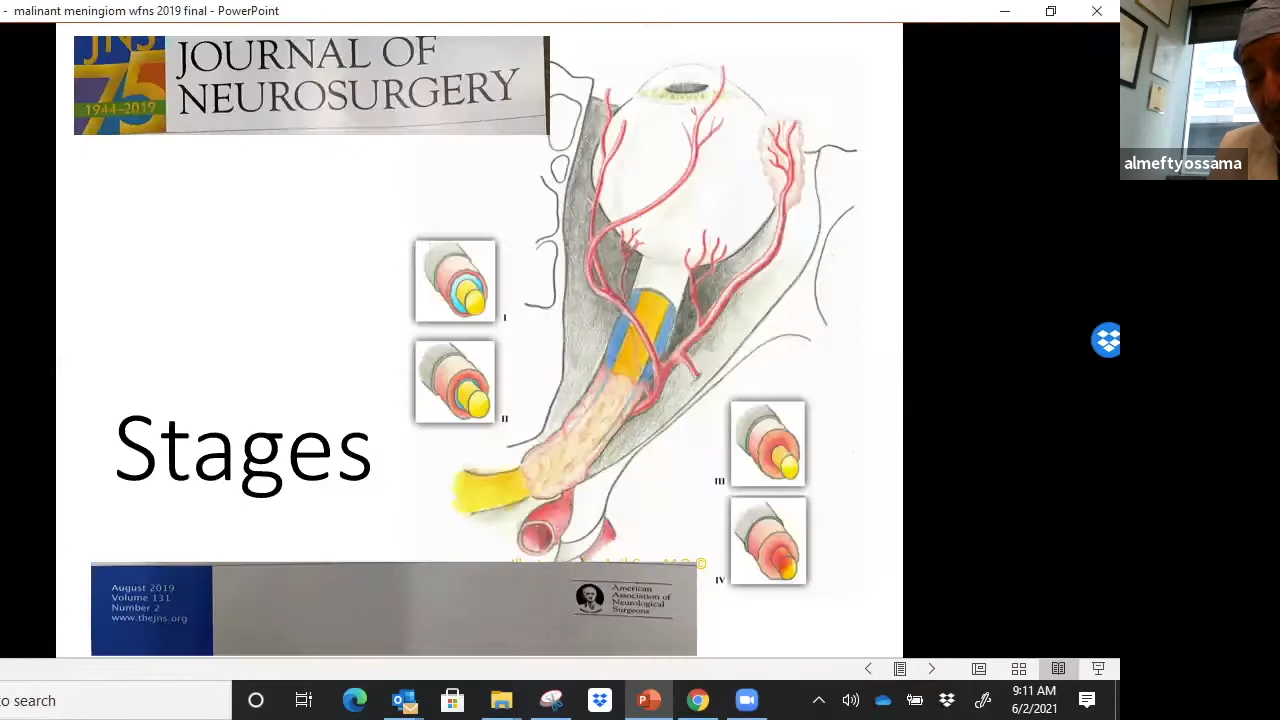 - malinant meningiom wfns 2019 final - PowerPoint
JNS
75
1944-2019
JOURNAL OF
NEUROSURGERY
almeftyossama
I
II
Stages
III
IV
M.D ©
August 2019
Volume 131
Number 2
www.thejns.org
American
Association of
Neurological
Surgeons
to search
9:11 AM
6/2/2021